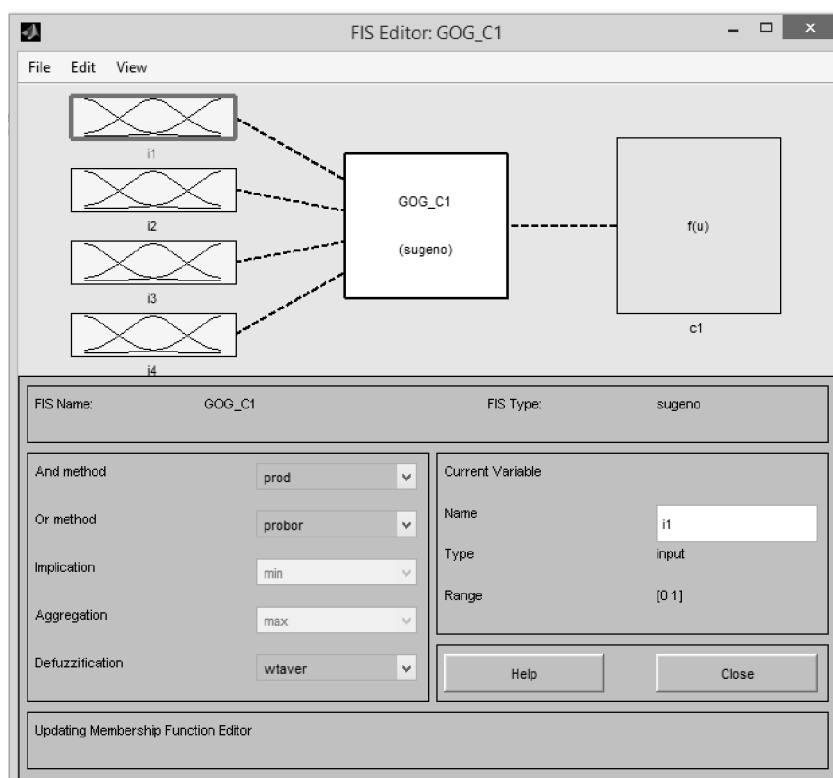 FIS Editor: GOG_C1
File Edit View
i1
i2
i3
i4
GOG_C1
(sugeno)
f(u)
c1
FIS Name: GOG_C1 FIS Type: sugeno
And method prod
Or method probor
Implication min
Aggregation max
Defuzzification wtaver
Current Variable
Name i1
Type input
Range [0 1]
Help Close
Updating Membership Function Editor